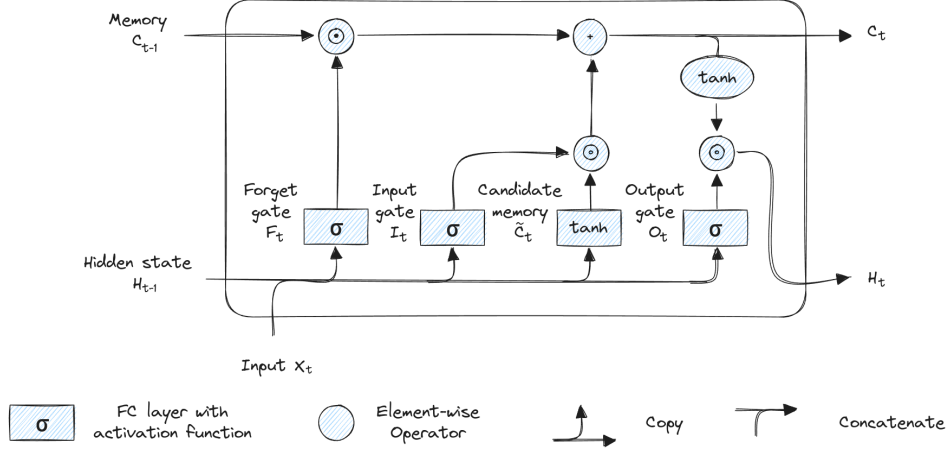 Memory
Ct-1
Ct
tanh
Forget
gate
Ft
Input
gate
It
Candidate
memory
C̃t
Output
gate
Ot
σ
σ
tanh
σ
Hidden state
Ht-1
Ht
Input Xt
σ
FC layer with
activation function
Element-wise
Operator
Copy
Concatenate